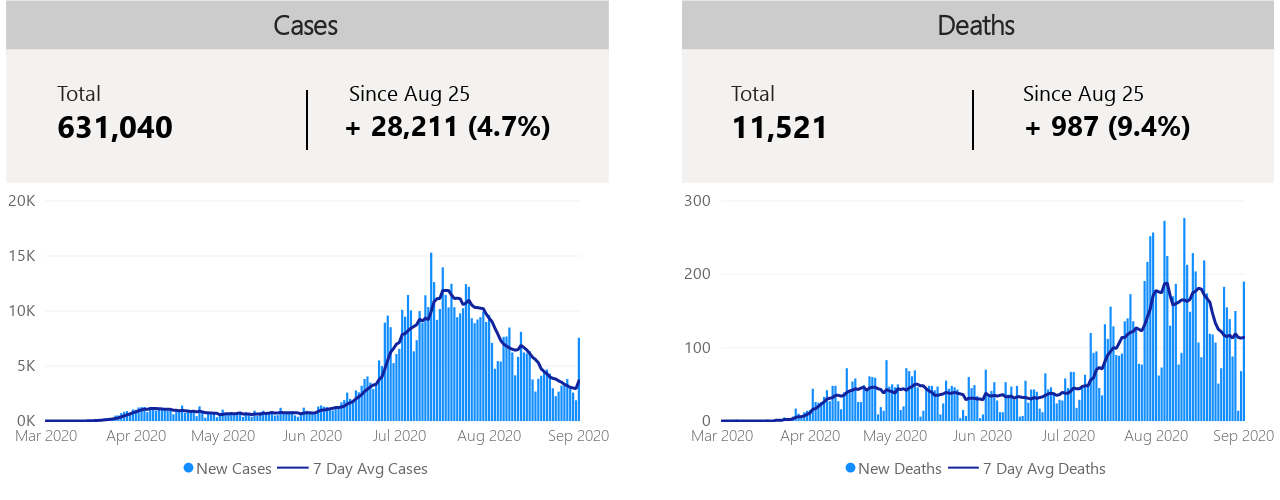 Cases
Total
631,040
Since Aug 25
+ 28,211 (4.7%)
20K
15K
10K
5K
0K
Mar 2020 Apr 2020 May 2020 Jun 2020 Jul 2020 Aug 2020 Sep 2020
New Cases 7 Day Avg Cases
Deaths
Total
11,521
Since Aug 25
+ 987 (9.4%)
300
200
100
0
Mar 2020 Apr 2020 May 2020 Jun 2020 Jul 2020 Aug 2020 Sep 2020
New Deaths 7 Day Avg Deaths